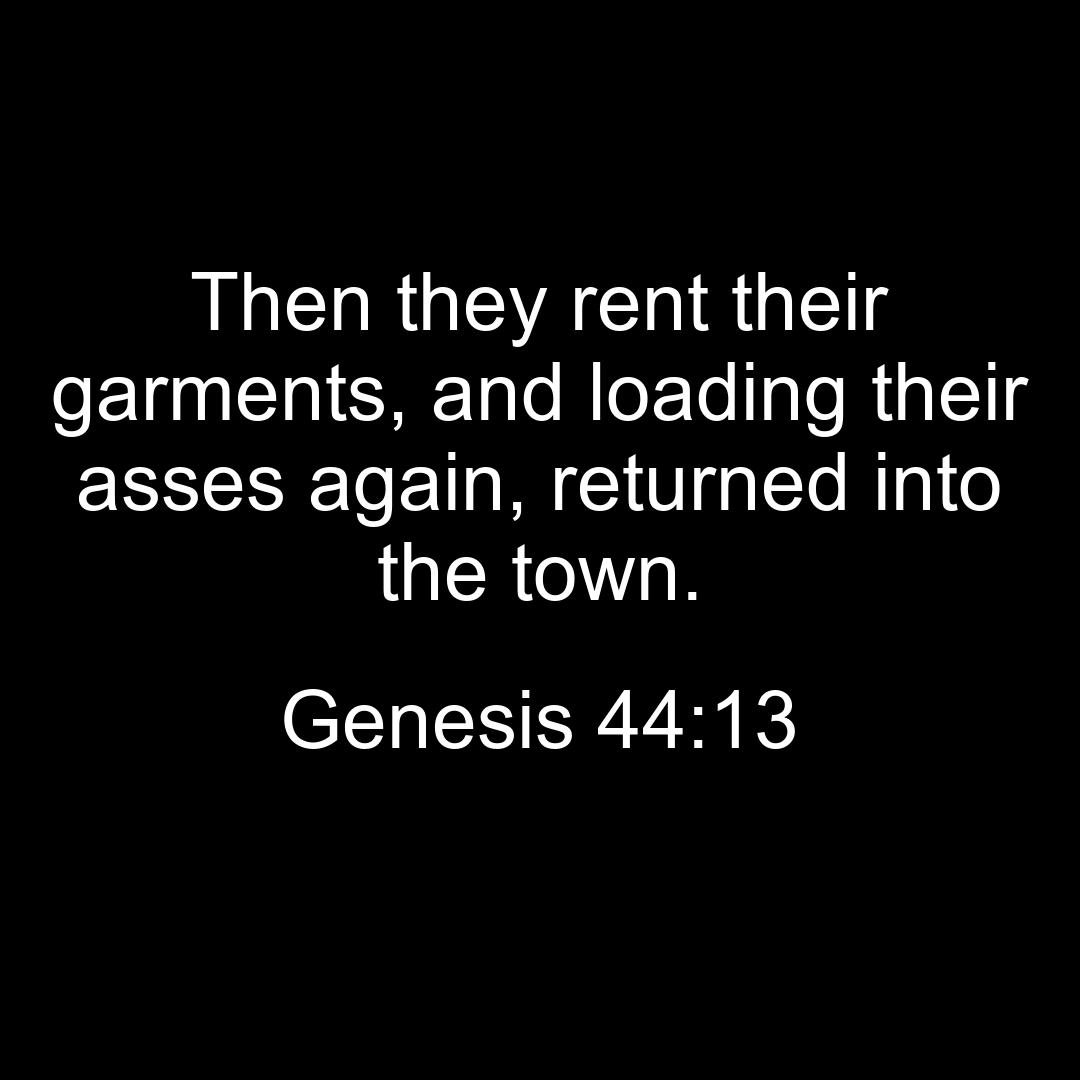 Then they rent their
garments, and loading their
asses again, returned into
the town.
Genesis 44:13